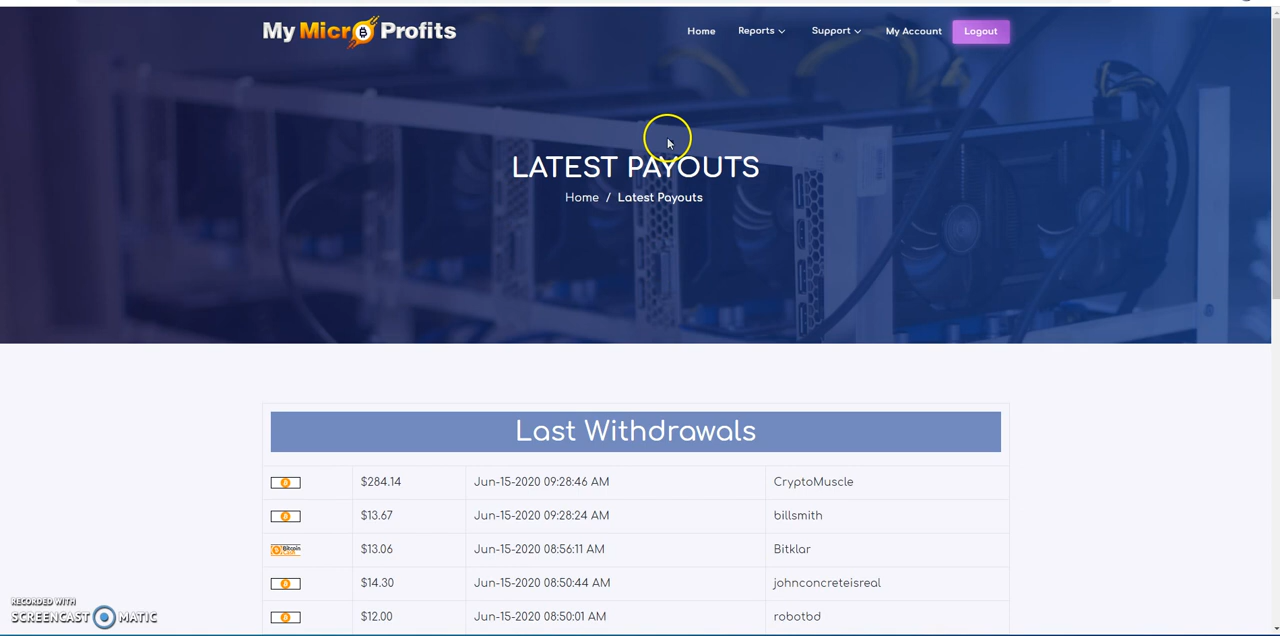 My Micro Profits
Home Reports Support My Account Logout
LATEST PAYOUTS
Home / Latest Payouts
Last Withdrawals
$284.14 Jun-15-2020 09:28:46 AM CryptoMuscle
$13.67 Jun-15-2020 09:28:24 AM billsmith
Bitcoin $13.06 Jun-15-2020 08:56:11 AM Bitklar
$14.30 Jun-15-2020 08:50:44 AM johnconcreteisreal
$12.00 Jun-15-2020 08:50:01 AM robotbd
RECORDED WITH
SCREENCAST MATIC